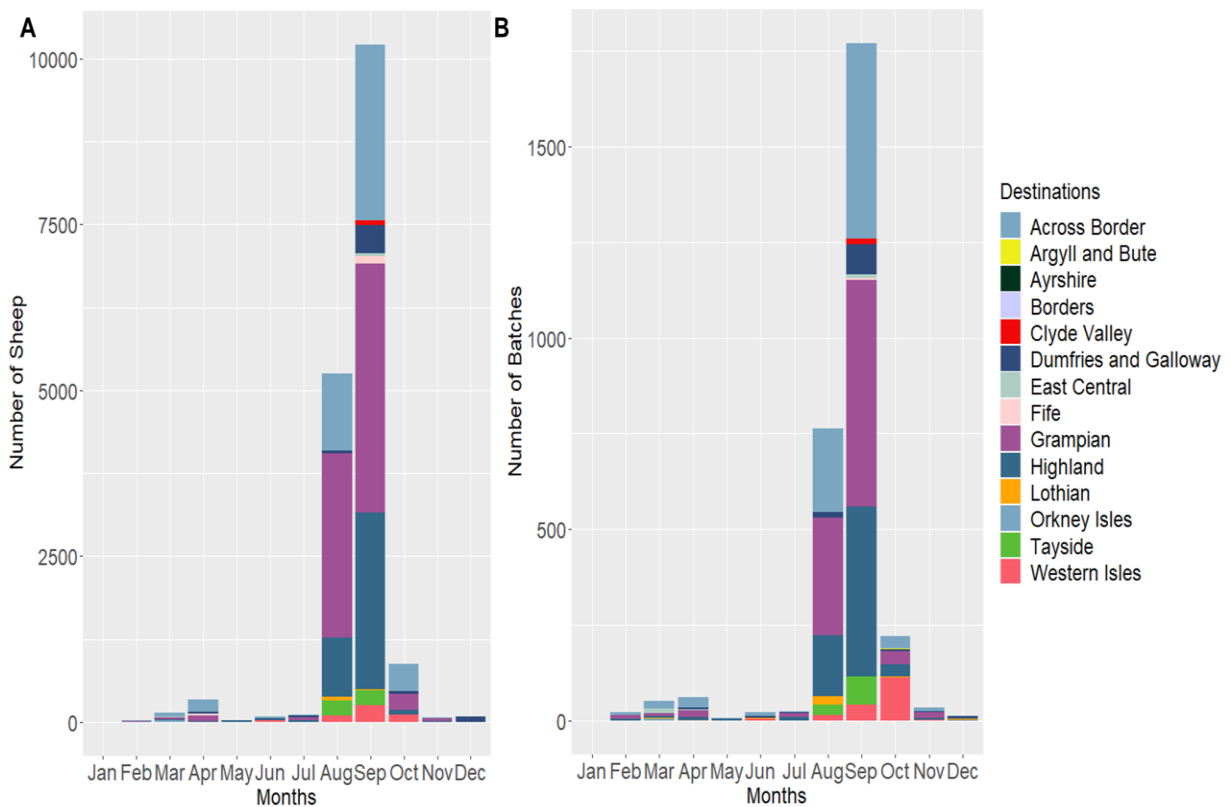 A
Number of Sheep
10000
7500
5000
2500
0
Jan Feb Mar Apr May Jun Jul Aug Sep Oct Nov Dec
Months
B
Number of Batches
1500
1000
500
0
Jan Feb Mar Apr May Jun Jul Aug Sep Oct Nov Dec
Months
Destinations
Across Border
Argyll and Bute
Ayrshire
Borders
Clyde Valley
Dumfries and Galloway
East Central
Fife
Grampian
Highland
Lothian
Orkney Isles
Tayside
Western Isles